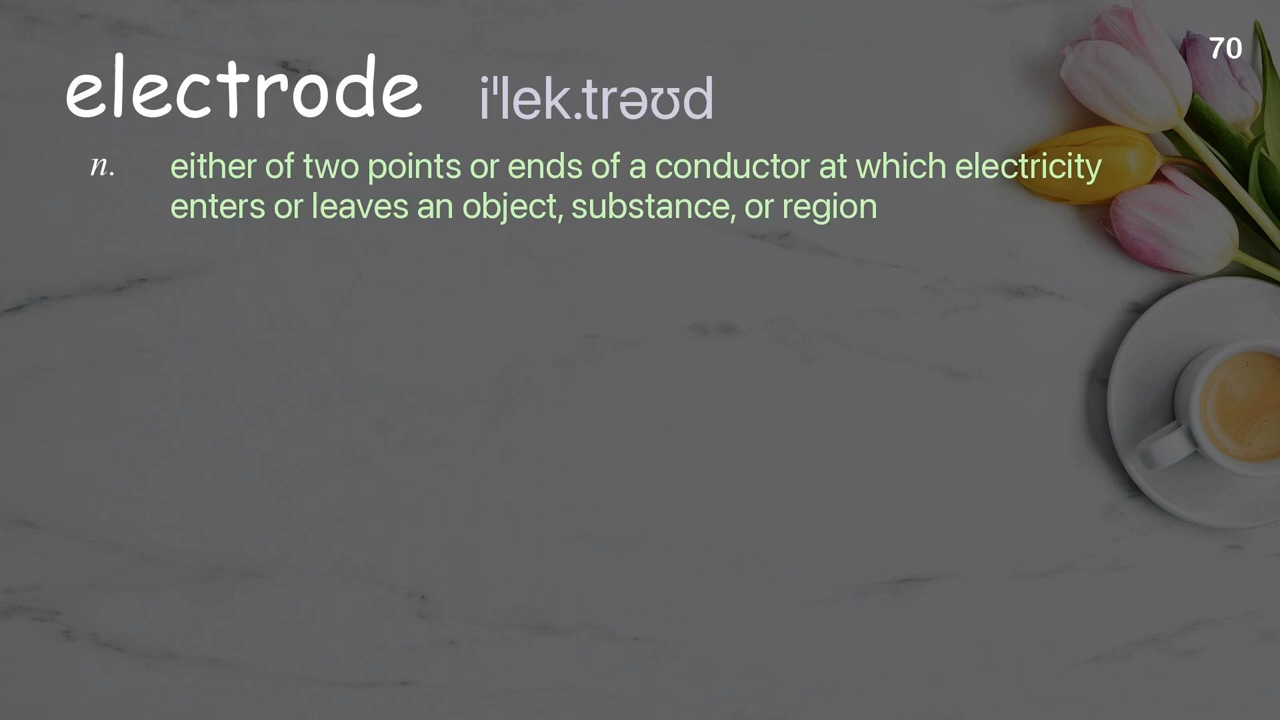 70
electrode iˈlek.trəʊd
n. either of two points or ends of a conductor at which electricity
enters or leaves an object, substance, or region